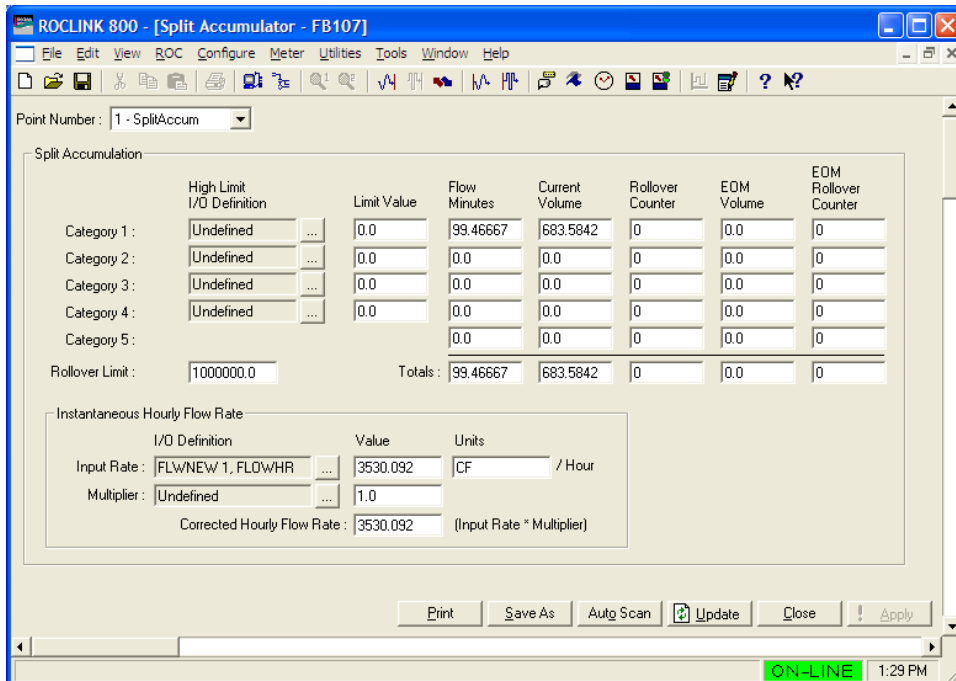 ROCLINK 800 - [Split Accumulator - FB107]
File Edit View ROC Configure Meter Utilities Tools Window Help
Point Number : 1 - SplitAccum
Split Accumulation
High Limit I/O Definition Limit Value Flow Minutes Current Volume Rollover Counter EOM Volume EOM Rollover Counter
Category 1 : Undefined ... 0.0 99.46667 683.5842 0 0.0 0
Category 2 : Undefined ... 0.0 0.0 0.0 0 0.0 0
Category 3 : Undefined ... 0.0 0.0 0.0 0 0.0 0
Category 4 : Undefined ... 0.0 0.0 0.0 0 0.0 0
Category 5 : 0.0 0.0 0 0.0 0
Rollover Limit : 1000000.0 Totals : 99.46667 683.5842 0 0.0 0
Instantaneous Hourly Flow Rate
I/O Definition Value Units
Input Rate : FLWNEW 1, FLOWHR ... 3530.092 CF / Hour
Multiplier : Undefined ... 1.0
Corrected Hourly Flow Rate : 3530.092 (Input Rate * Multiplier)
Print Save As Auto Scan Update Close ! Apply
ON-LINE 1:29 PM